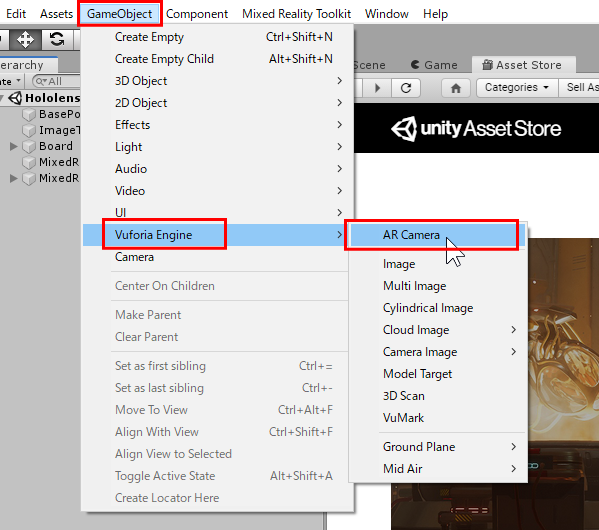 Edit Assets GameObject Component Mixed Reality Toolkit Window Help
Create Empty Ctrl+Shift+N
Create Empty Child Alt+Shift+N
3D Object
2D Object
Effects
Light
Audio
Video
UI
Vuforia Engine
Camera
Center On Children
Make Parent
Clear Parent
Set as first sibling Ctrl+=
Set as last sibling Ctrl+-
Move To View Ctrl+Alt+F
Align With View Ctrl+Shift+F
Align View to Selected
Toggle Active State Alt+Shift+A
Create Locator Here
AR Camera
Image
Multi Image
Cylindrical Image
Cloud Image
Camera Image
Model Target
3D Scan
VuMark
Ground Plane
Mid Air
erarchy
ate All
Hololens
BasePo
ImageT
Board
MixedR
MixedR
Scene Game Asset Store
Categories Sell As
unity Asset Store